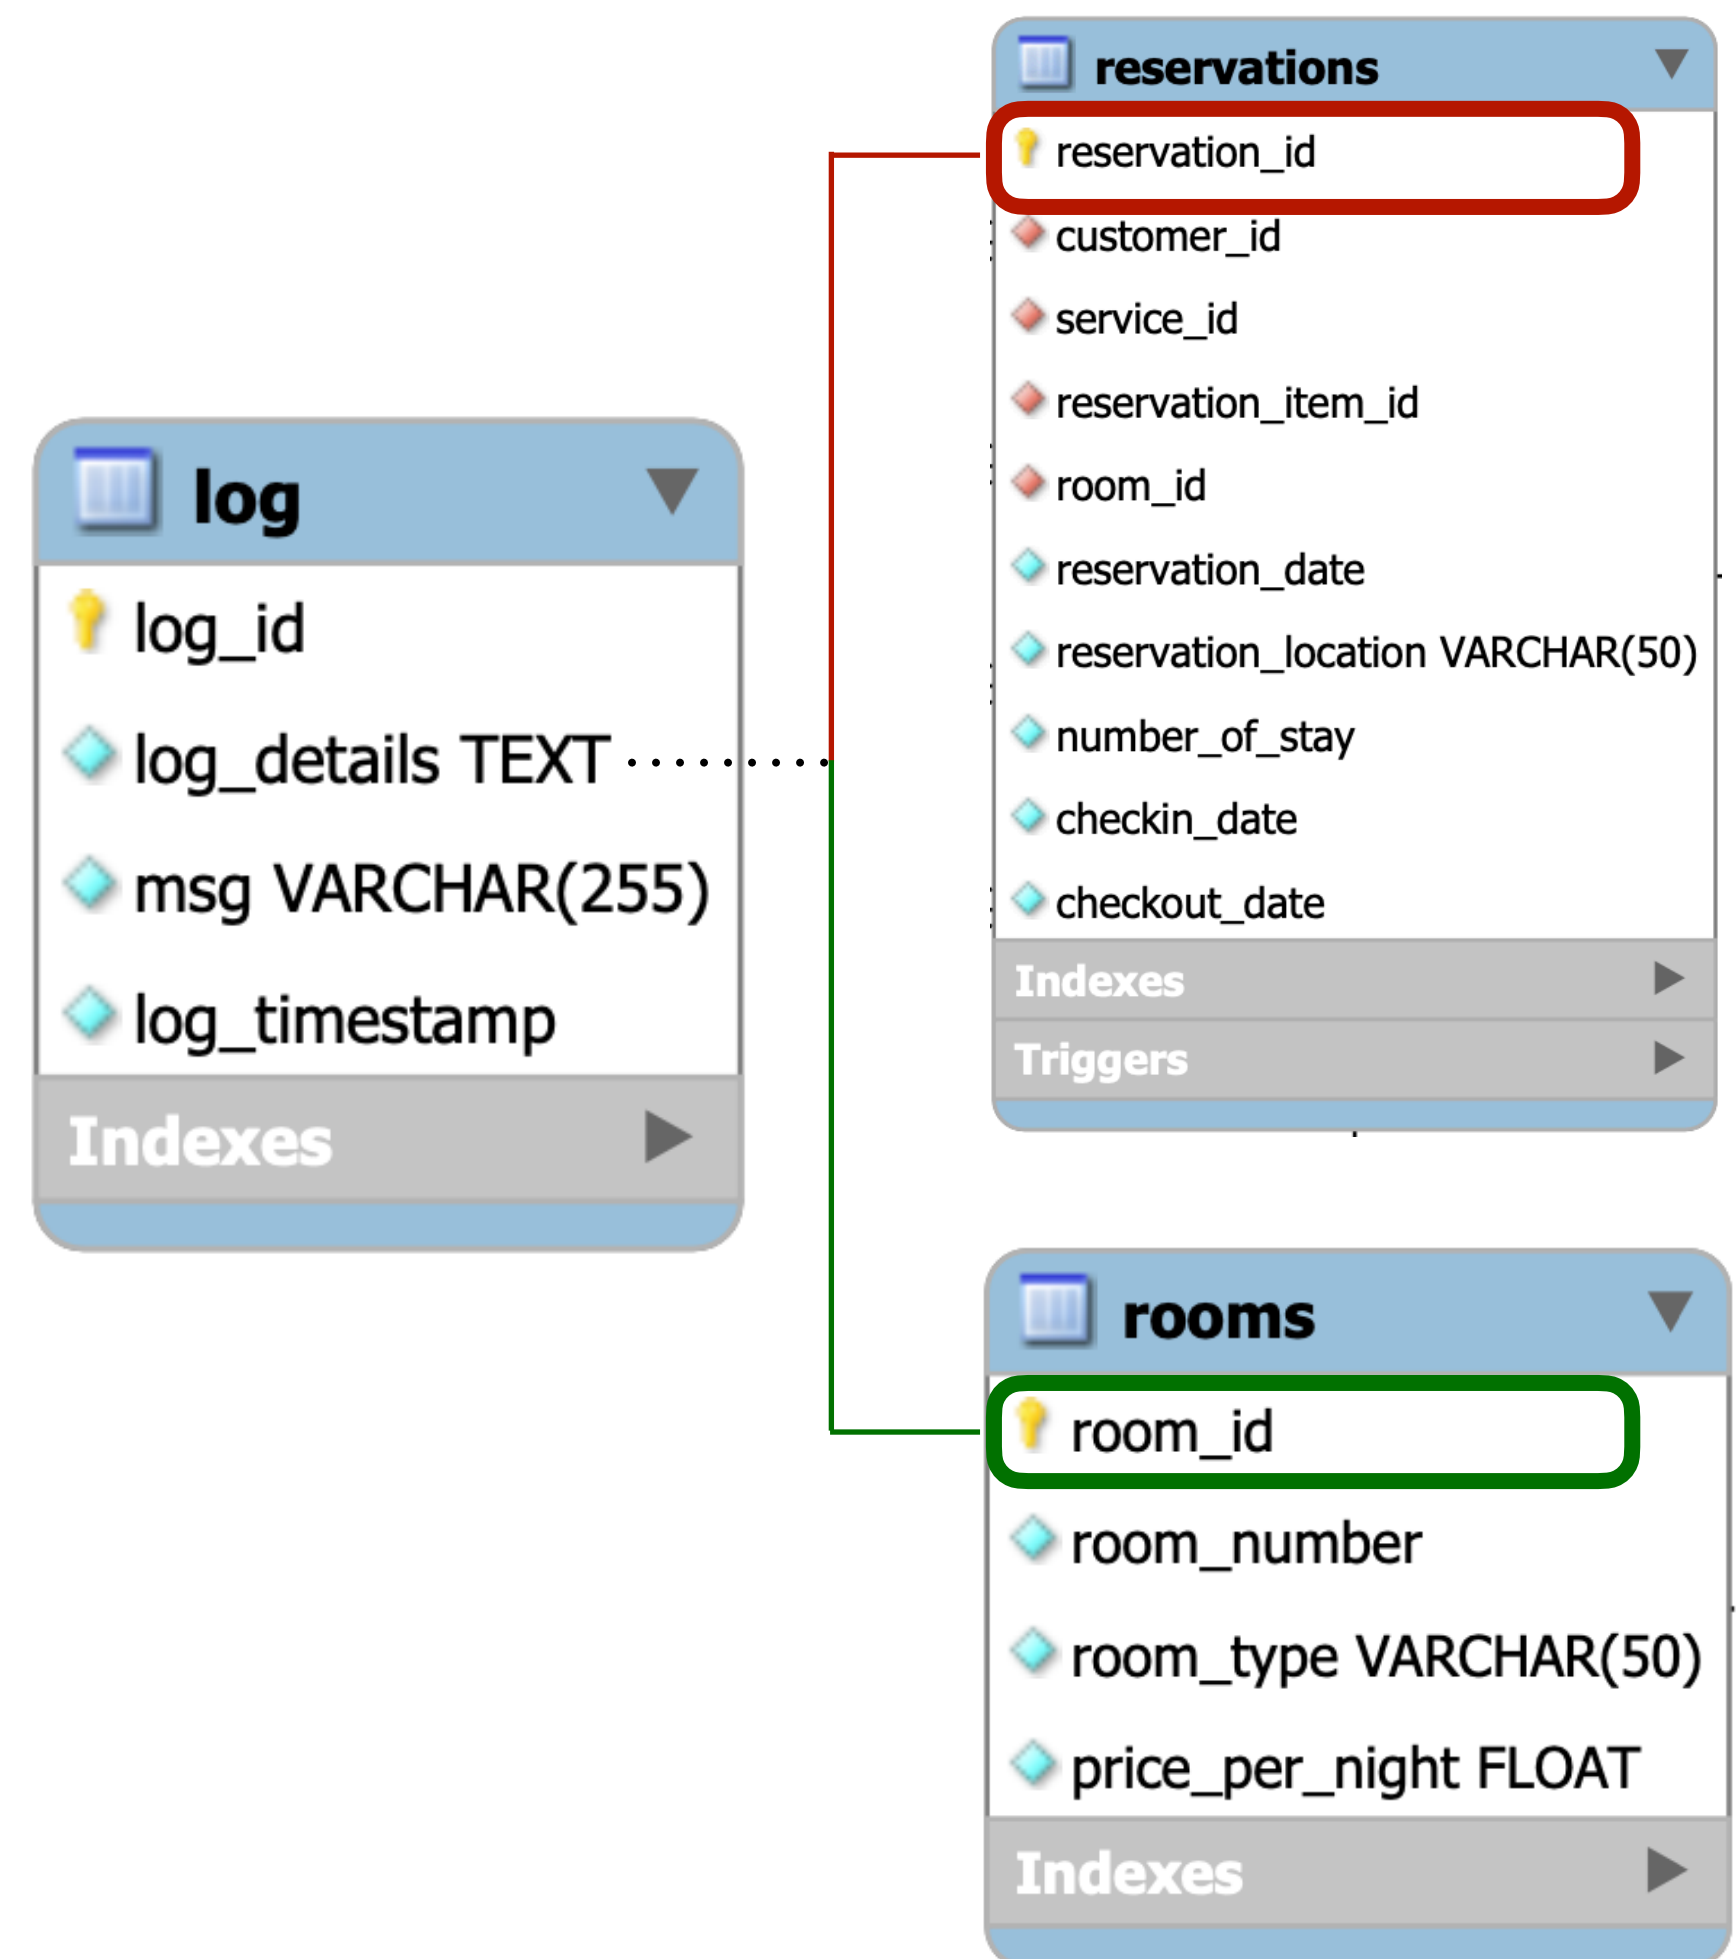 log
log_id
log_details TEXT
msg VARCHAR(255)
log_timestamp
Indexes
reservations
reservation_id
customer_id
service_id
reservation_item_id
room_id
reservation_date
reservation_location VARCHAR(50)
number_of_stay
checkin_date
checkout_date
Indexes
Triggers
rooms
room_id
room_number
room_type VARCHAR(50)
price_per_night FLOAT
Indexes